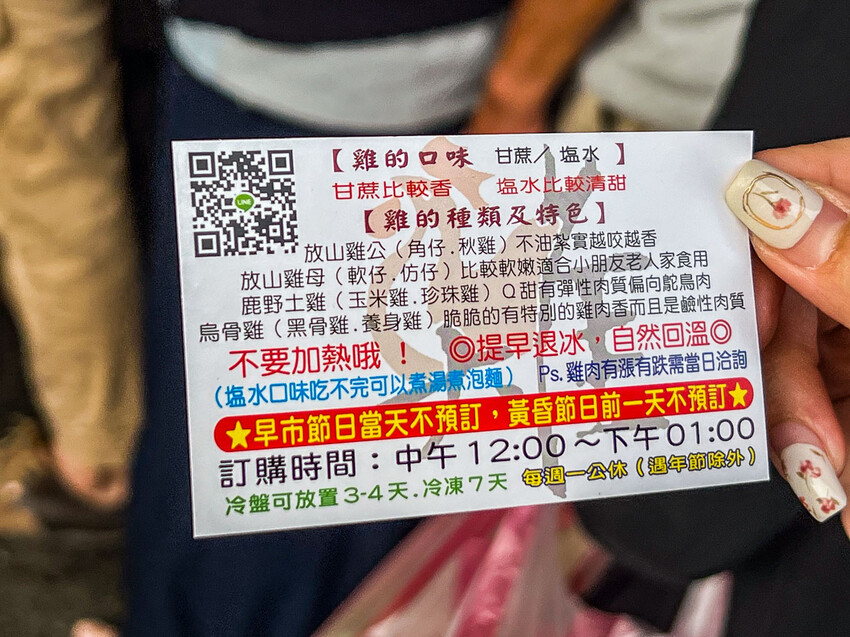 LINE
【雞的口味 甘蔗／塩水】
甘蔗比較香 塩水比較清甜
【雞的種類及特色】
放山雞公（角仔.秋雞）不油紮實越咬越香
放山雞母（軟仔.仿仔）比較軟嫩適合小朋友老人家食用
鹿野土雞（玉米雞.珍珠雞）Q甜有彈性肉質偏向鴕鳥肉
烏骨雞（黑骨雞.養身雞）脆脆的有特別的雞肉香而且是鹼性肉質
不要加熱哦！ ◎提早退冰，自然回溫◎
（塩水口味吃不完可以煮湯煮泡麵） Ps.雞肉有漲有跌需當日洽詢
★早市節日當天不預訂，黃昏節日前一天不預訂★
訂購時間：中午12:00～下午01:00
冷盤可放置3-4天.冷凍7天 每週一公休（遇年節除外）